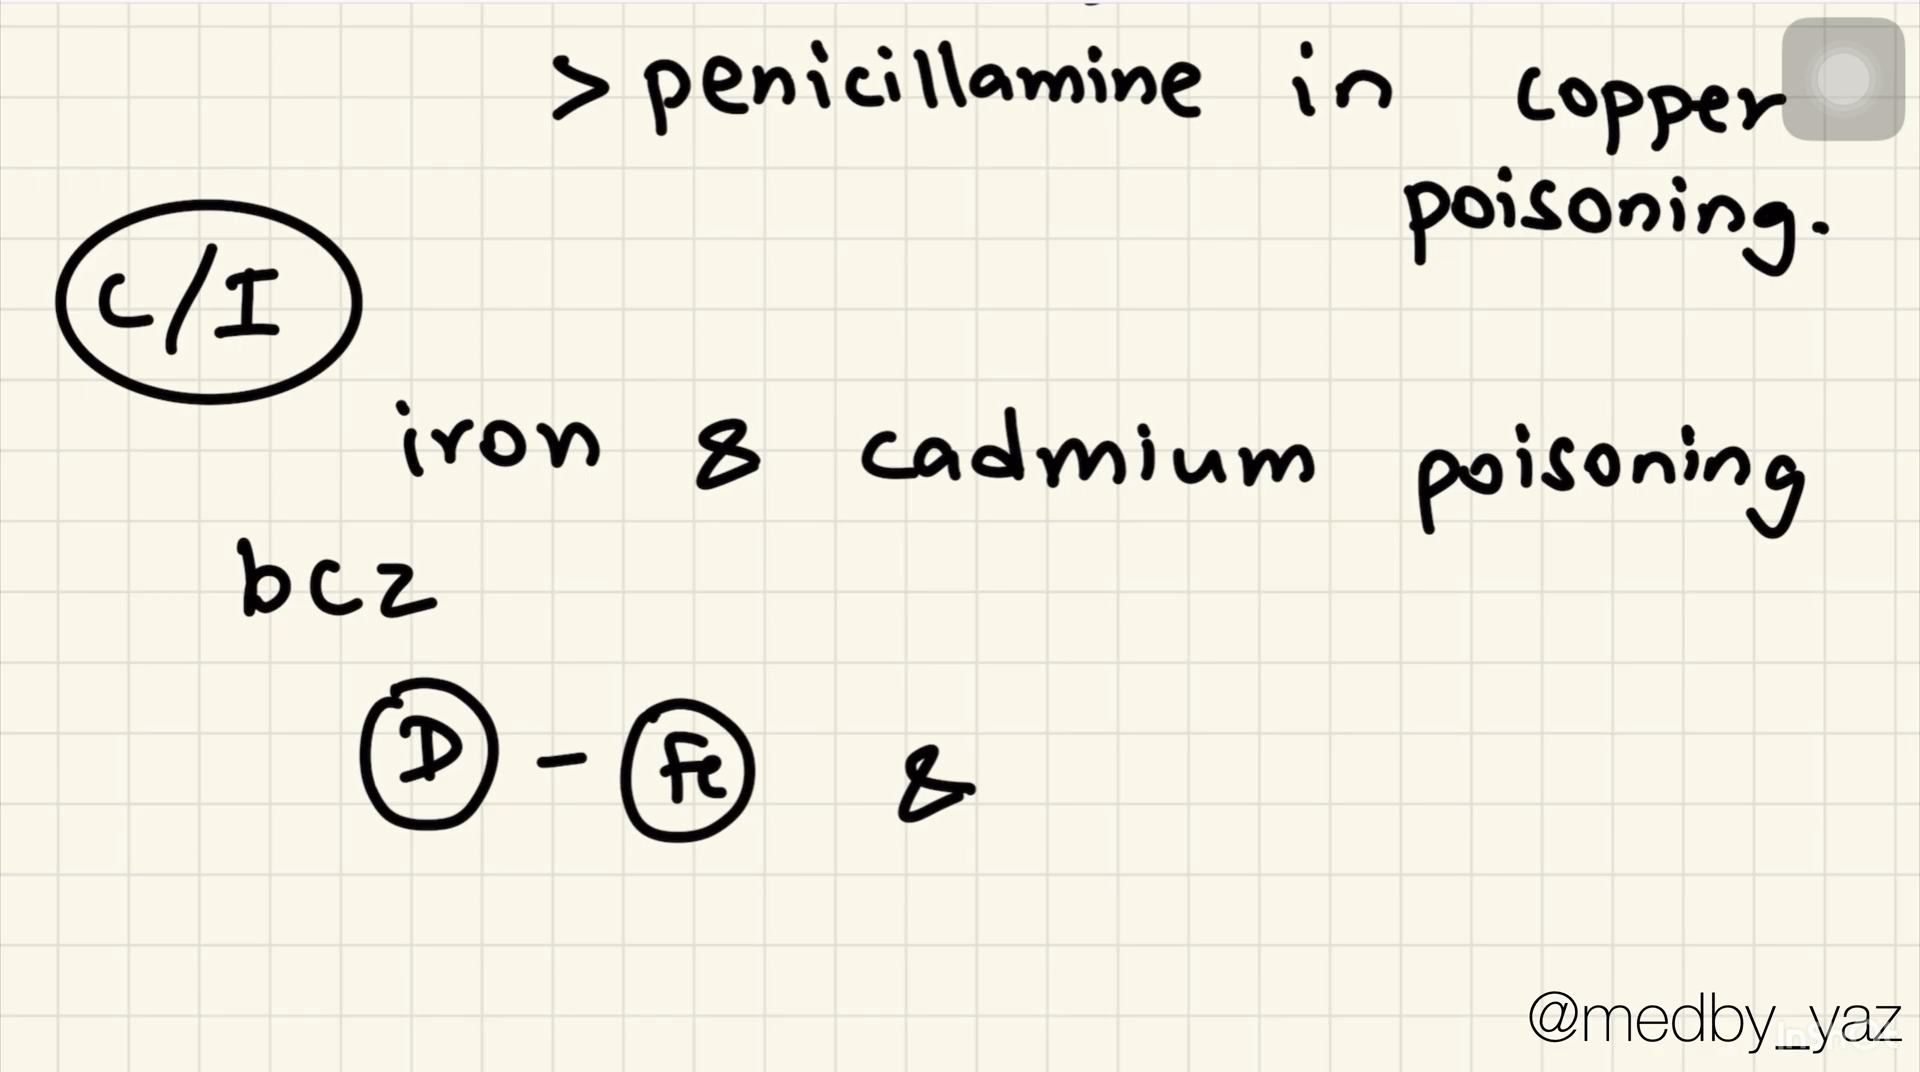 > penicillamine in copper
poisoning.
C/I
iron & cadmium poisoning
bcz
D - Fe &
@medby_yaz